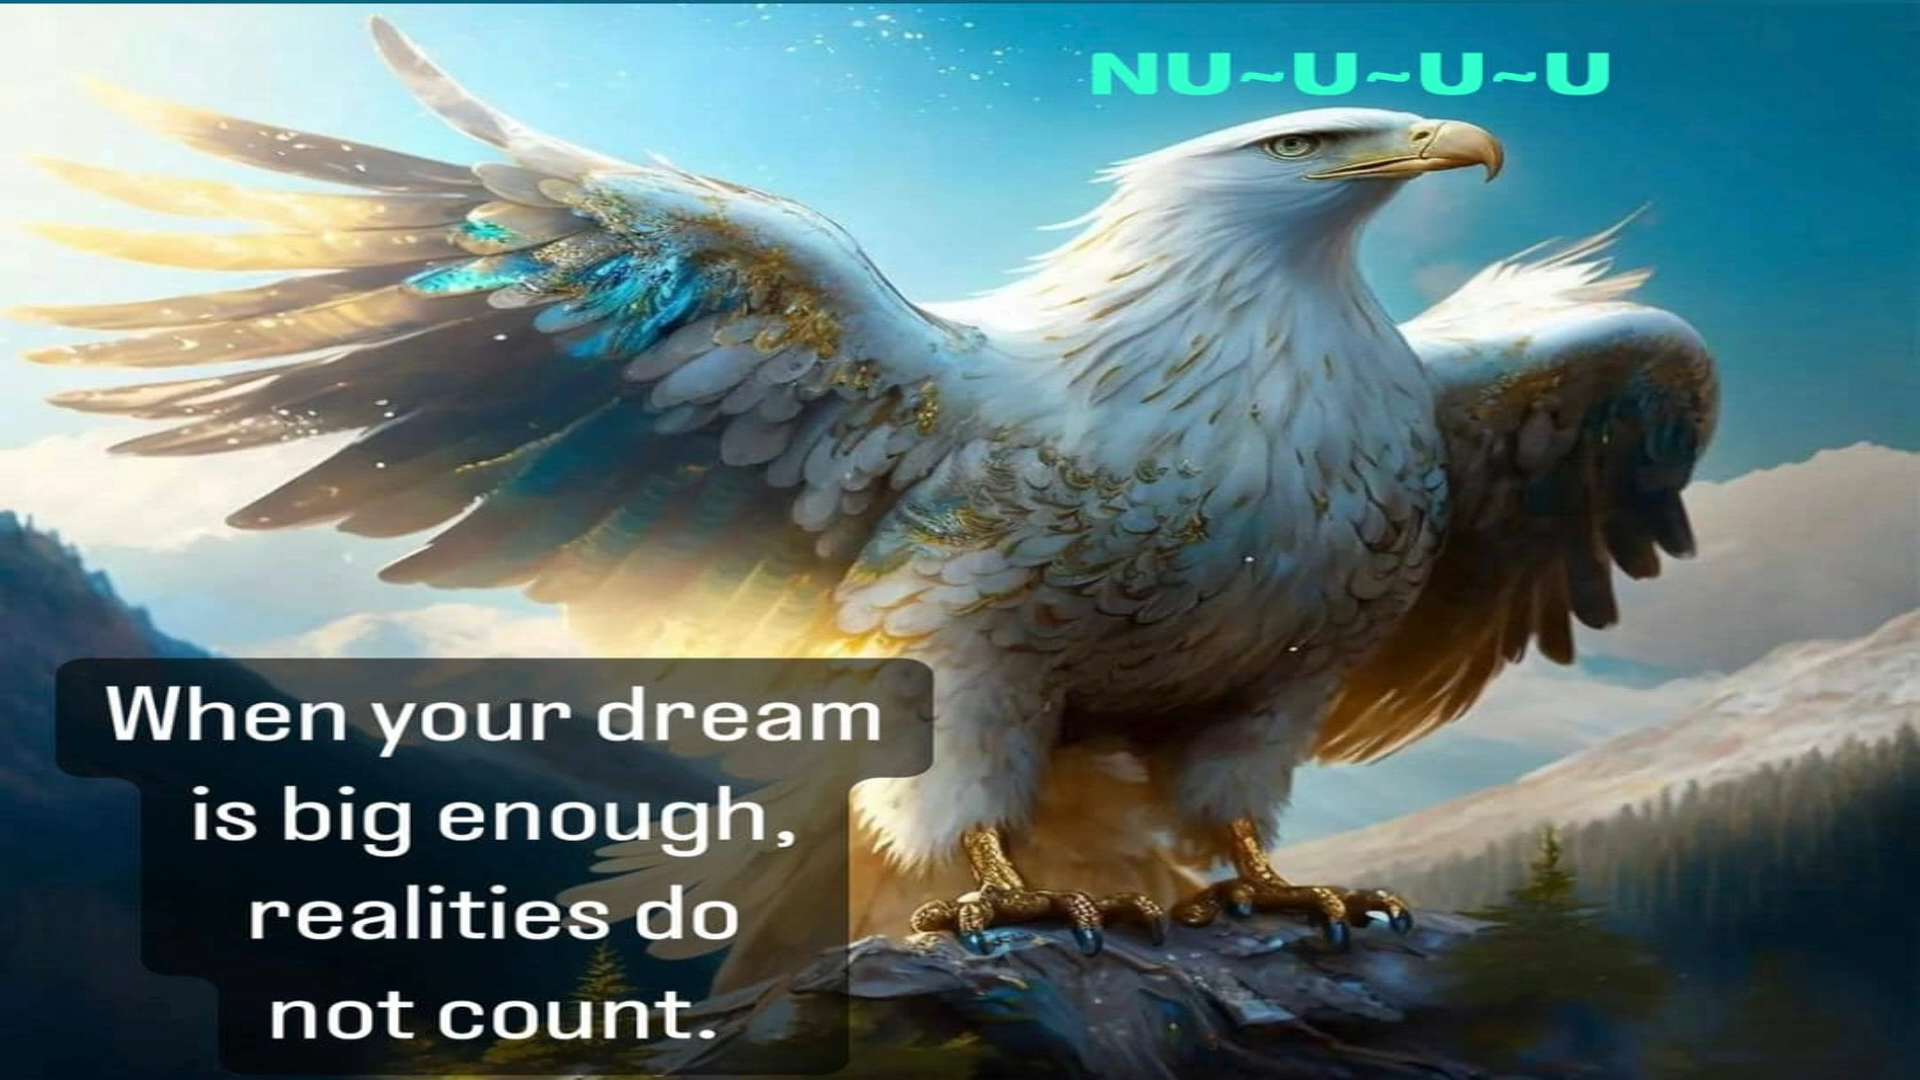 NU~U~U~U
When your dream
is big enough,
realities do
not count.